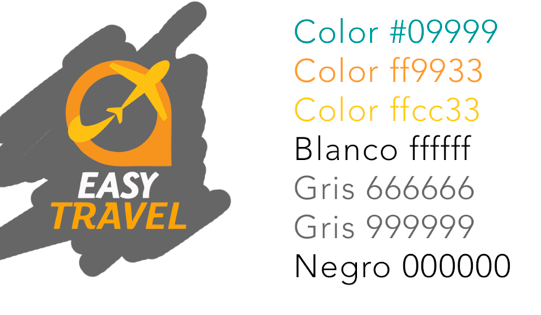 EASY
TRAVEL
Color #09999
Color ff9933
Color ffcc33
Blanco ffffff
Gris 666666
Gris 999999
Negro 000000